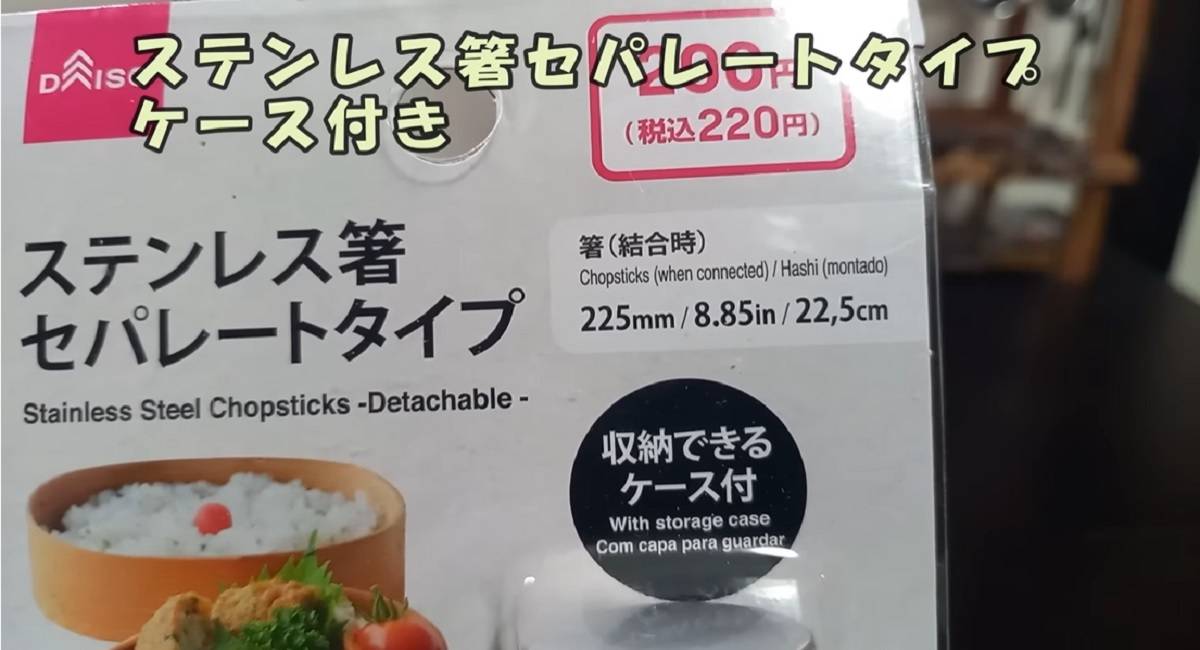 ステンレス箸セパレートタイプ
ケース付き
DAISO
(税込220円)
ステンレス箸
セパレートタイプ
Stainless Steel Chopsticks -Detachable -
箸(結合時)
Chopsticks (when connected) / Hashi (montado)
225mm / 8.85in / 22,5cm
収納できる
ケース付
With storage case
Com capa para guardar